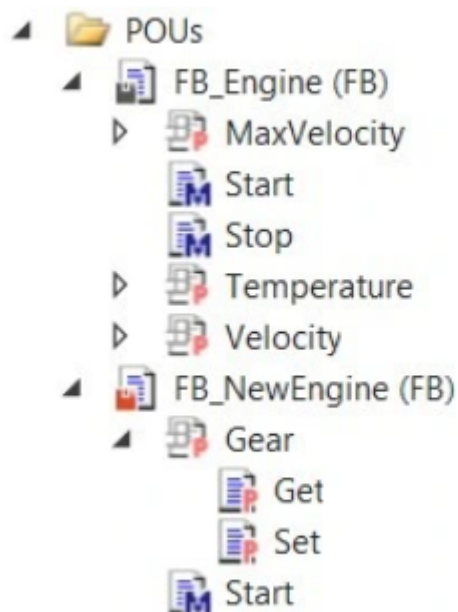 POUs
FB_Engine (FB)
MaxVelocity
Start
Stop
Temperature
Velocity
FB_NewEngine (FB)
Gear
Get
Set
Start